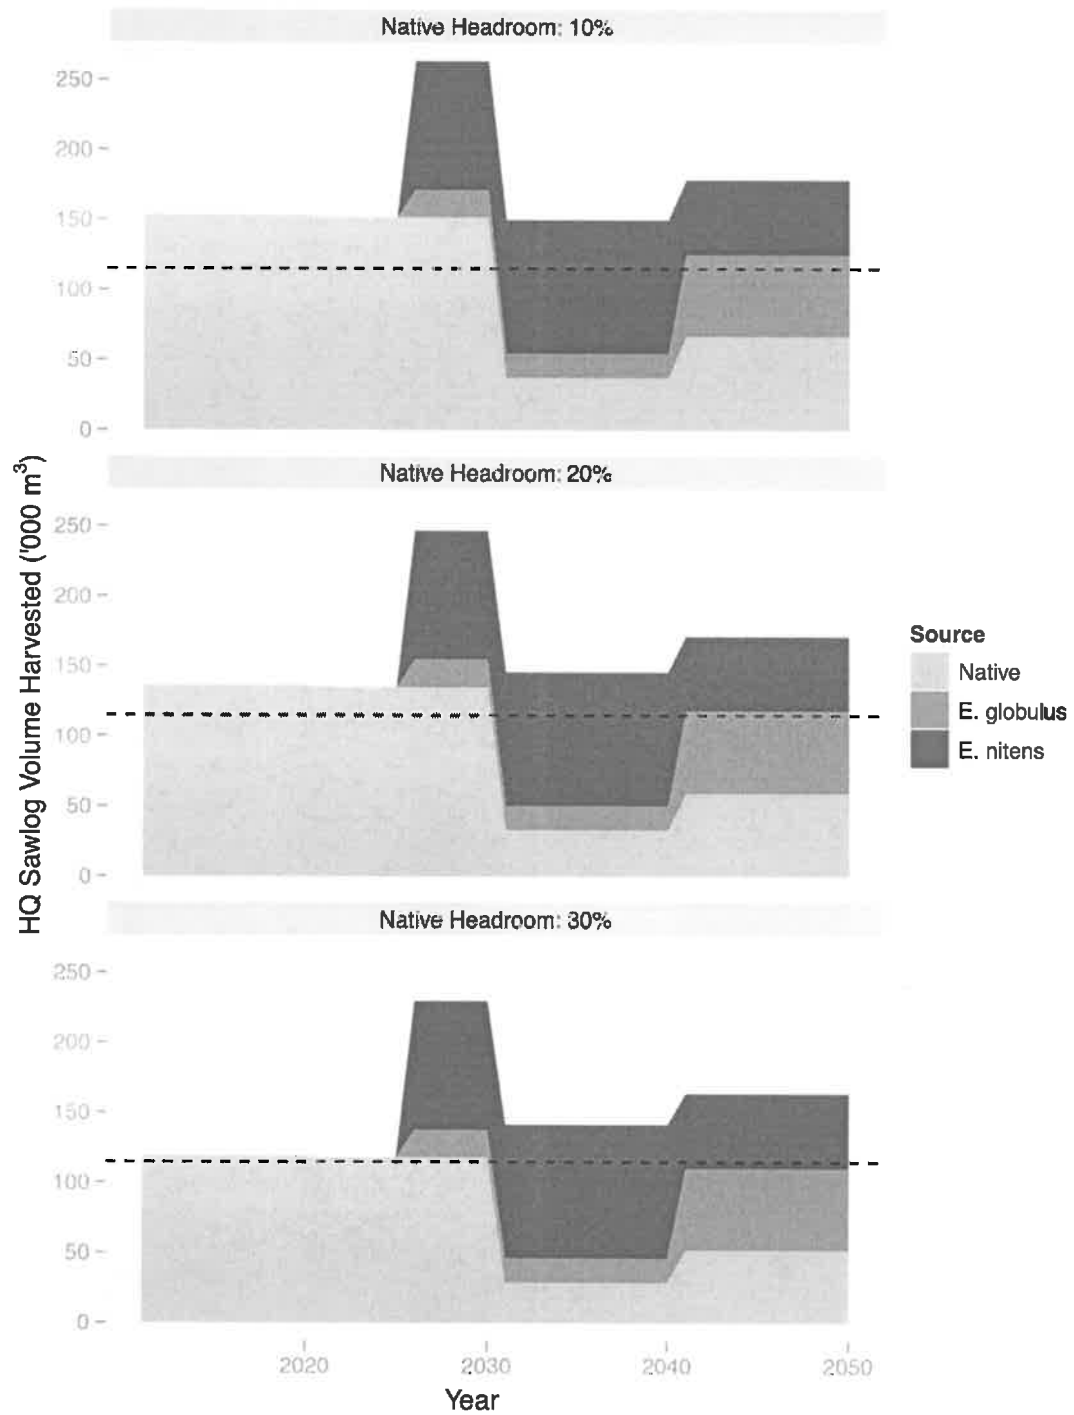 Native Headroom: 10%
250
200
150
100
50
0
Native Headroom: 20%
250
200
150
100
50
0
Native Headroom: 30%
250
200
150
100
50
0
HQ Sawlog Volume Harvested ('000 m³)
2020
2030
2040
2050
Year
Source
Native
E. globulus
E. nitens